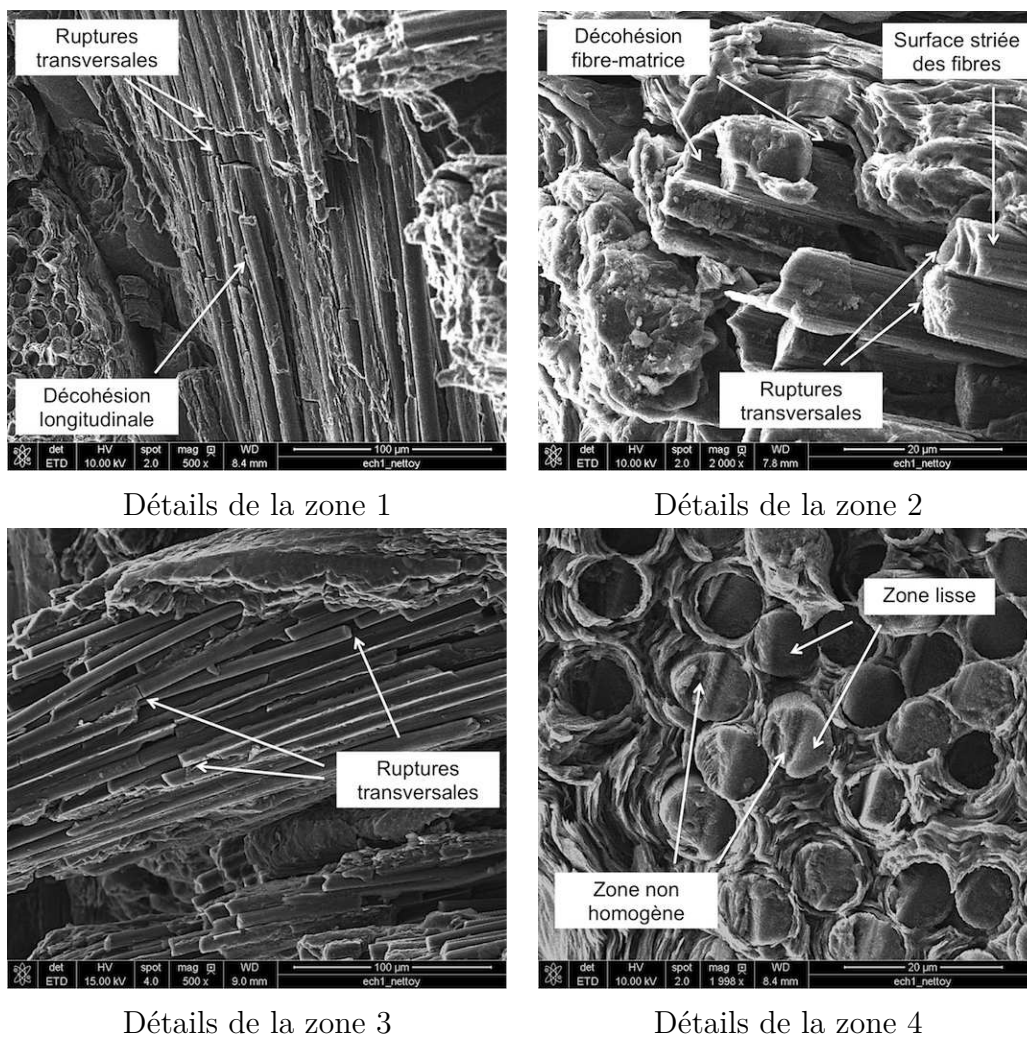 Ruptures
transversales
Décohésion
longitudinale
det HV spot mag WD 100 µm
ETD 10.00 kV 2.0 500 x 8.4 mm ech1_nettoy
Détails de la zone 1
Décohésion
fibre-matrice
Surface striée
des fibres
Ruptures
transversales
det HV spot mag WD 20 µm
ETD 10.00 kV 2.0 2 000 x 7.8 mm ech1_nettoy
Détails de la zone 2
Ruptures
transversales
det HV spot mag WD 100 µm
ETD 15.00 kV 4.0 500 x 9.0 mm ech1_nettoy
Détails de la zone 3
Zone lisse
Zone non
homogène
det HV spot mag WD 20 µm
ETD 10.00 kV 2.0 1 998 x 8.4 mm ech1_nettoy
Détails de la zone 4